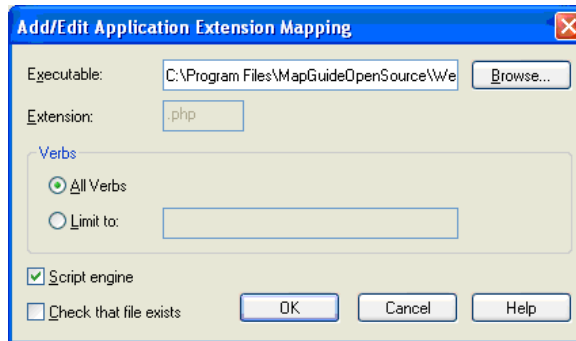 Add/Edit Application Extension Mapping
Executable: C:\Program Files\MapGuideOpenSource\We Browse...
Extension: .php
Verbs
All Verbs
Limit to:
Script engine
Check that file exists OK Cancel Help